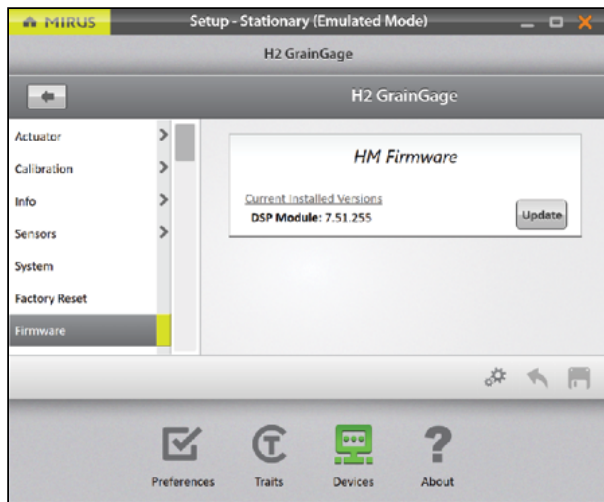 MIRUS
Setup - Stationary (Emulated Mode)
H2 GrainGage
H2 GrainGage
Actuator
Calibration
Info
Sensors
System
Factory Reset
Firmware
HM Firmware
Current Installed Versions
DSP Module: 7.51.255
Update
Preferences
Traits
Devices
About